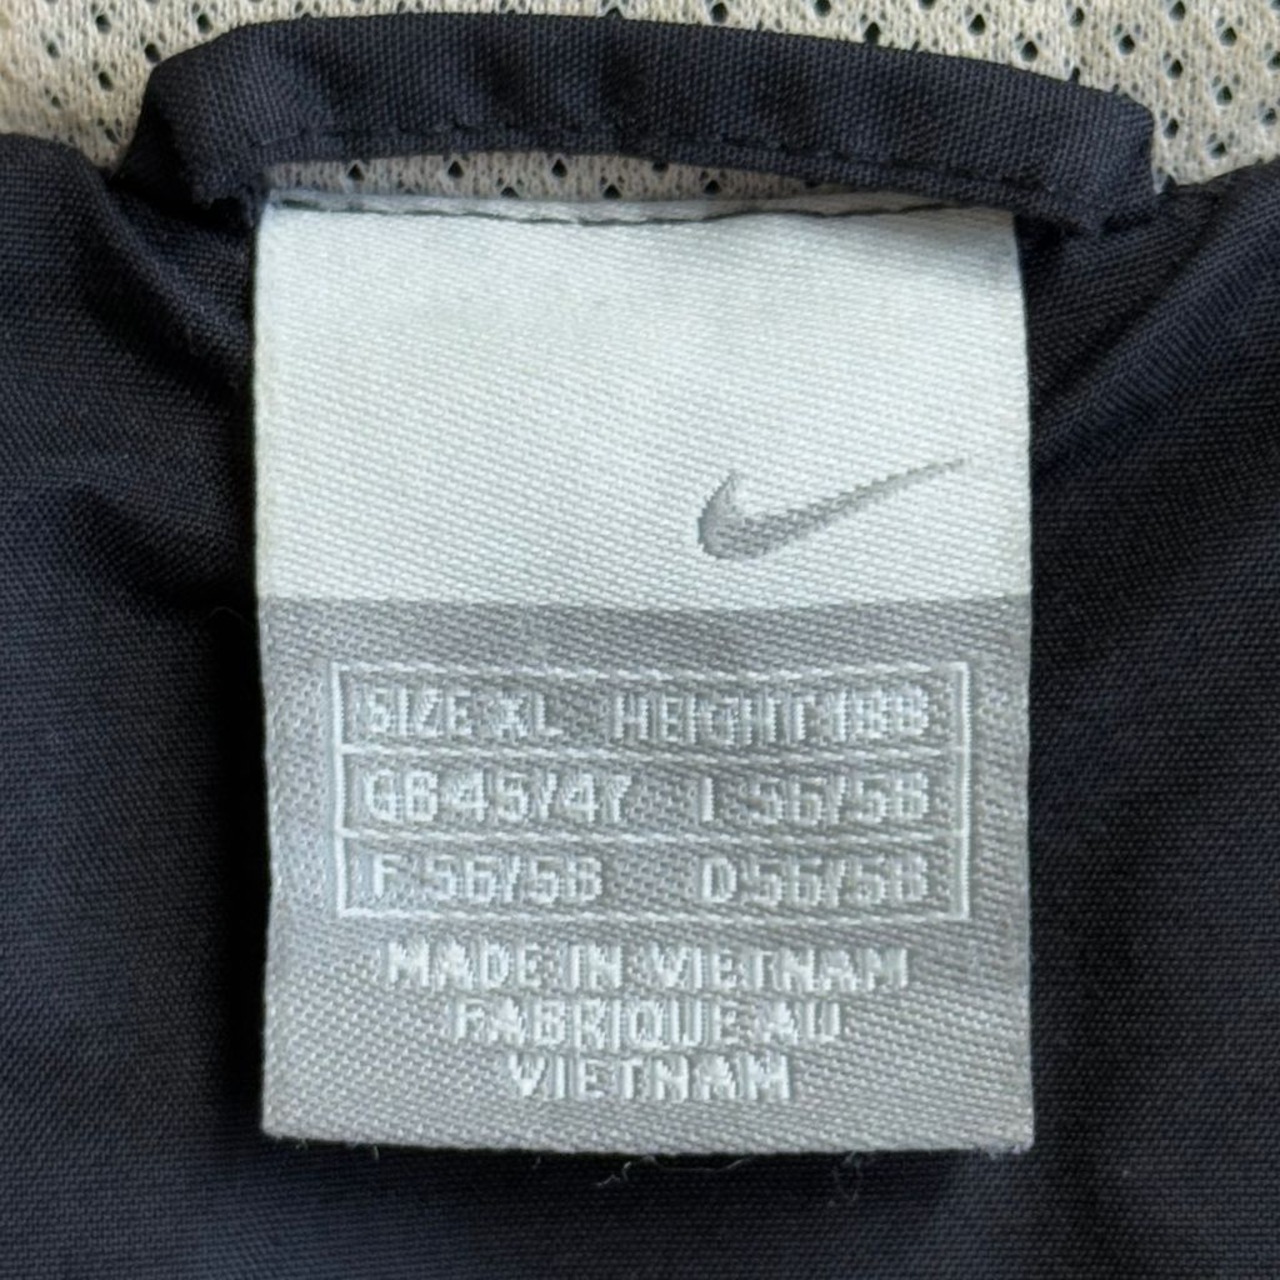 SIZE XL HEIGHT 188
GB 45/47 I 56/58
F 56/58 D 56/58
MADE IN VIETNAM
FABRIQUE AU
VIETNAM